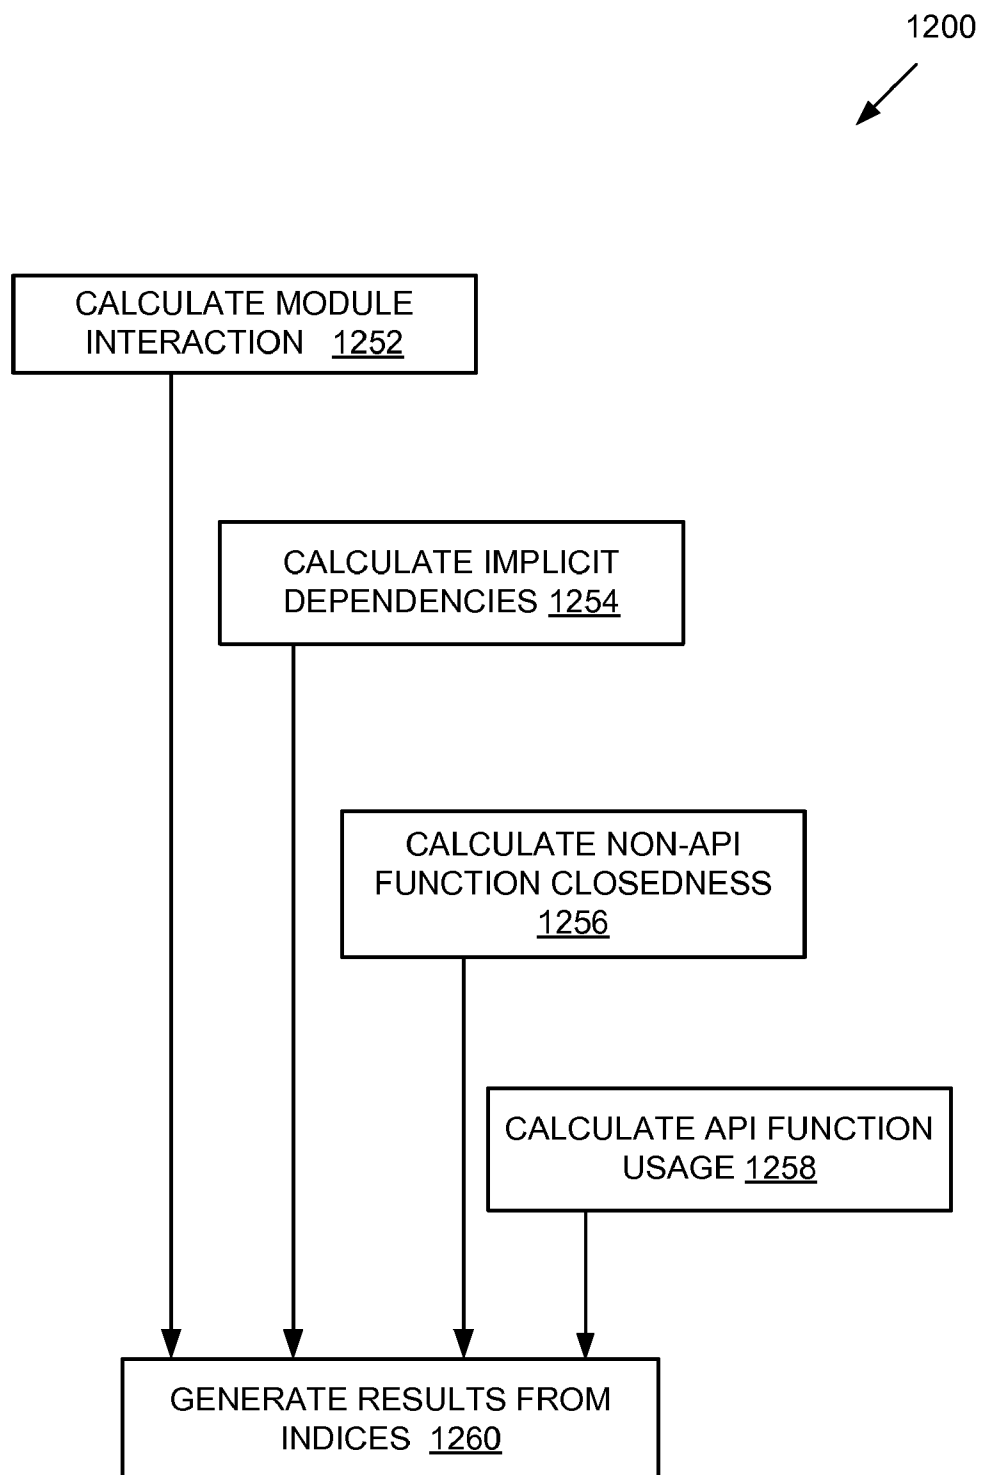 1200
CALCULATE MODULE
INTERACTION 1252
CALCULATE IMPLICIT
DEPENDENCIES 1254
CALCULATE NON-API
FUNCTION CLOSEDNESS
1256
CALCULATE API FUNCTION
USAGE 1258
GENERATE RESULTS FROM
INDICES 1260